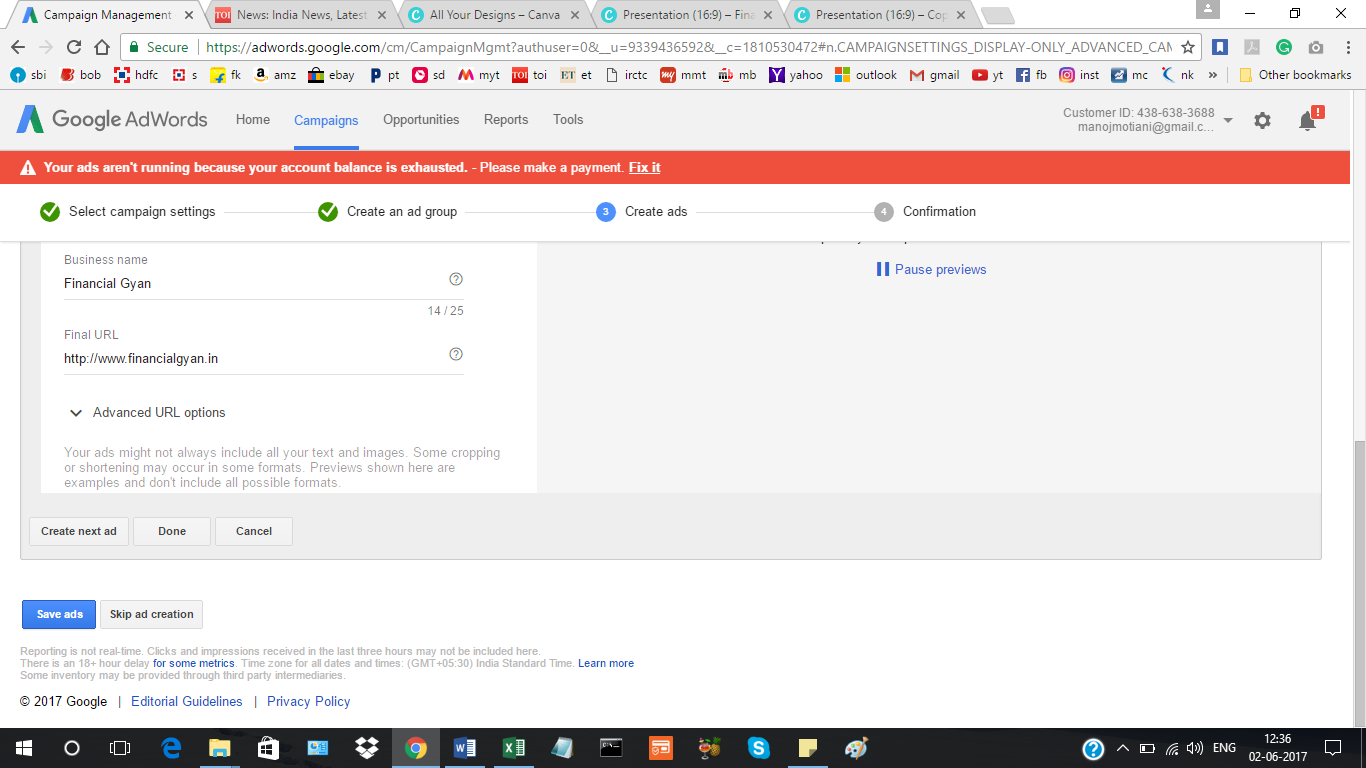 Campaign Management
News: India News, Latest
All Your Designs – Canva
Presentation (16:9) – Fina
Presentation (16:9) – Cop
Secure
https://adwords.google.com/cm/CampaignMgmt?authuser=0&__u=9339436592&__c=1810530472#n.CAMPAIGNSETTINGS_DISPLAY-ONLY_ADVANCED_CAM
sbi bob hdfc s fk amz ebay pt sd myt toi et irctc mmt mb yahoo outlook gmail yt fb inst mc nk » Other bookmarks
Google AdWords
Home
Campaigns
Opportunities
Reports
Tools
Customer ID: 438-638-3688
manojmotiani@gmail.c...
Your ads aren't running because your account balance is exhausted. - Please make a payment. Fix it
Select campaign settings
Create an ad group
3 Create ads
4 Confirmation
Business name
Financial Gyan
14 / 25
Final URL
http://www.financialgyan.in
Advanced URL options
Your ads might not always include all your text and images. Some cropping
or shortening may occur in some formats. Previews shown here are
examples and don't include all possible formats.
Pause previews
Create next ad
Done
Cancel
Save ads
Skip ad creation
Reporting is not real-time. Clicks and impressions received in the last three hours may not be included here.
There is an 18+ hour delay for some metrics. Time zone for all dates and times: (GMT+05:30) India Standard Time. Learn more
Some inventory may be provided through third party intermediaries.
© 2017 Google | Editorial Guidelines | Privacy Policy
ENG
12:36
02-06-2017